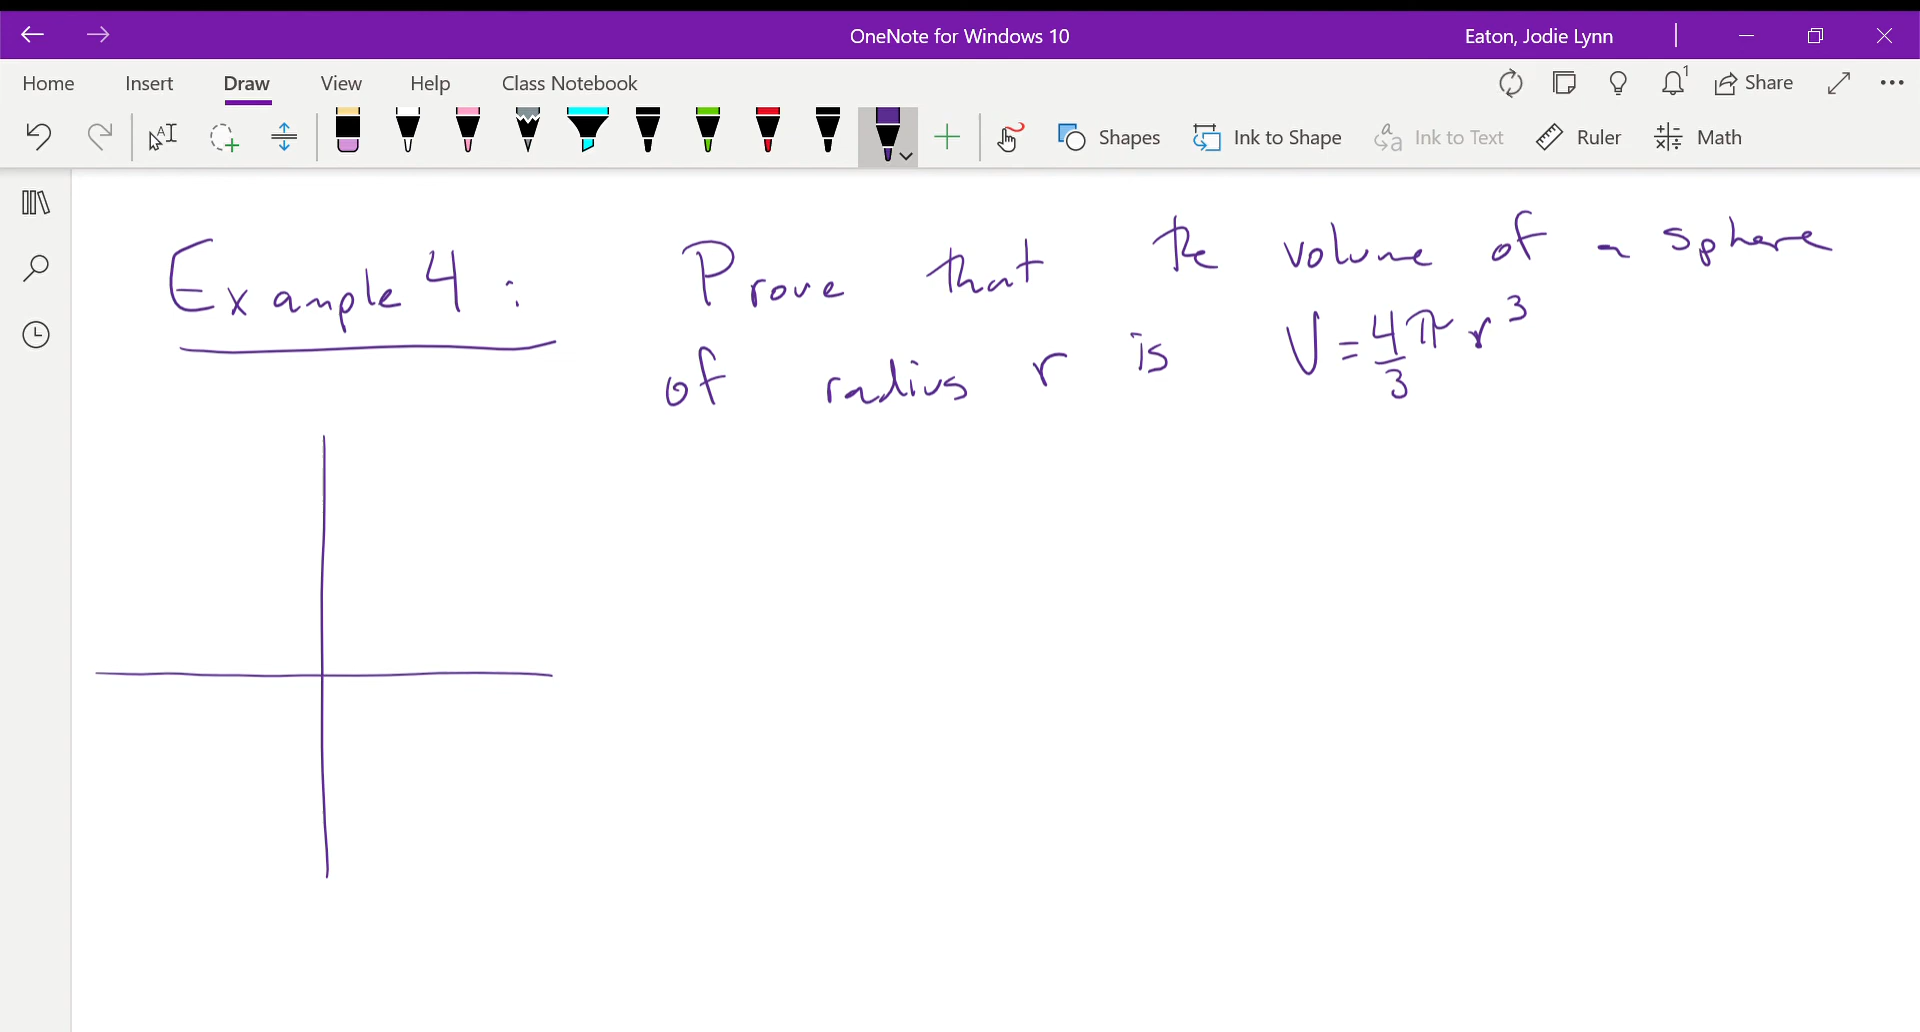 OneNote for Windows 10
Eaton, Jodie Lynn
Home Insert Draw View Help Class Notebook
1
Share
Shapes Ink to Shape Ink to Text Ruler Math
Example 4: Prove that the volume of a sphere
of radius r is V = 4/3 π r³